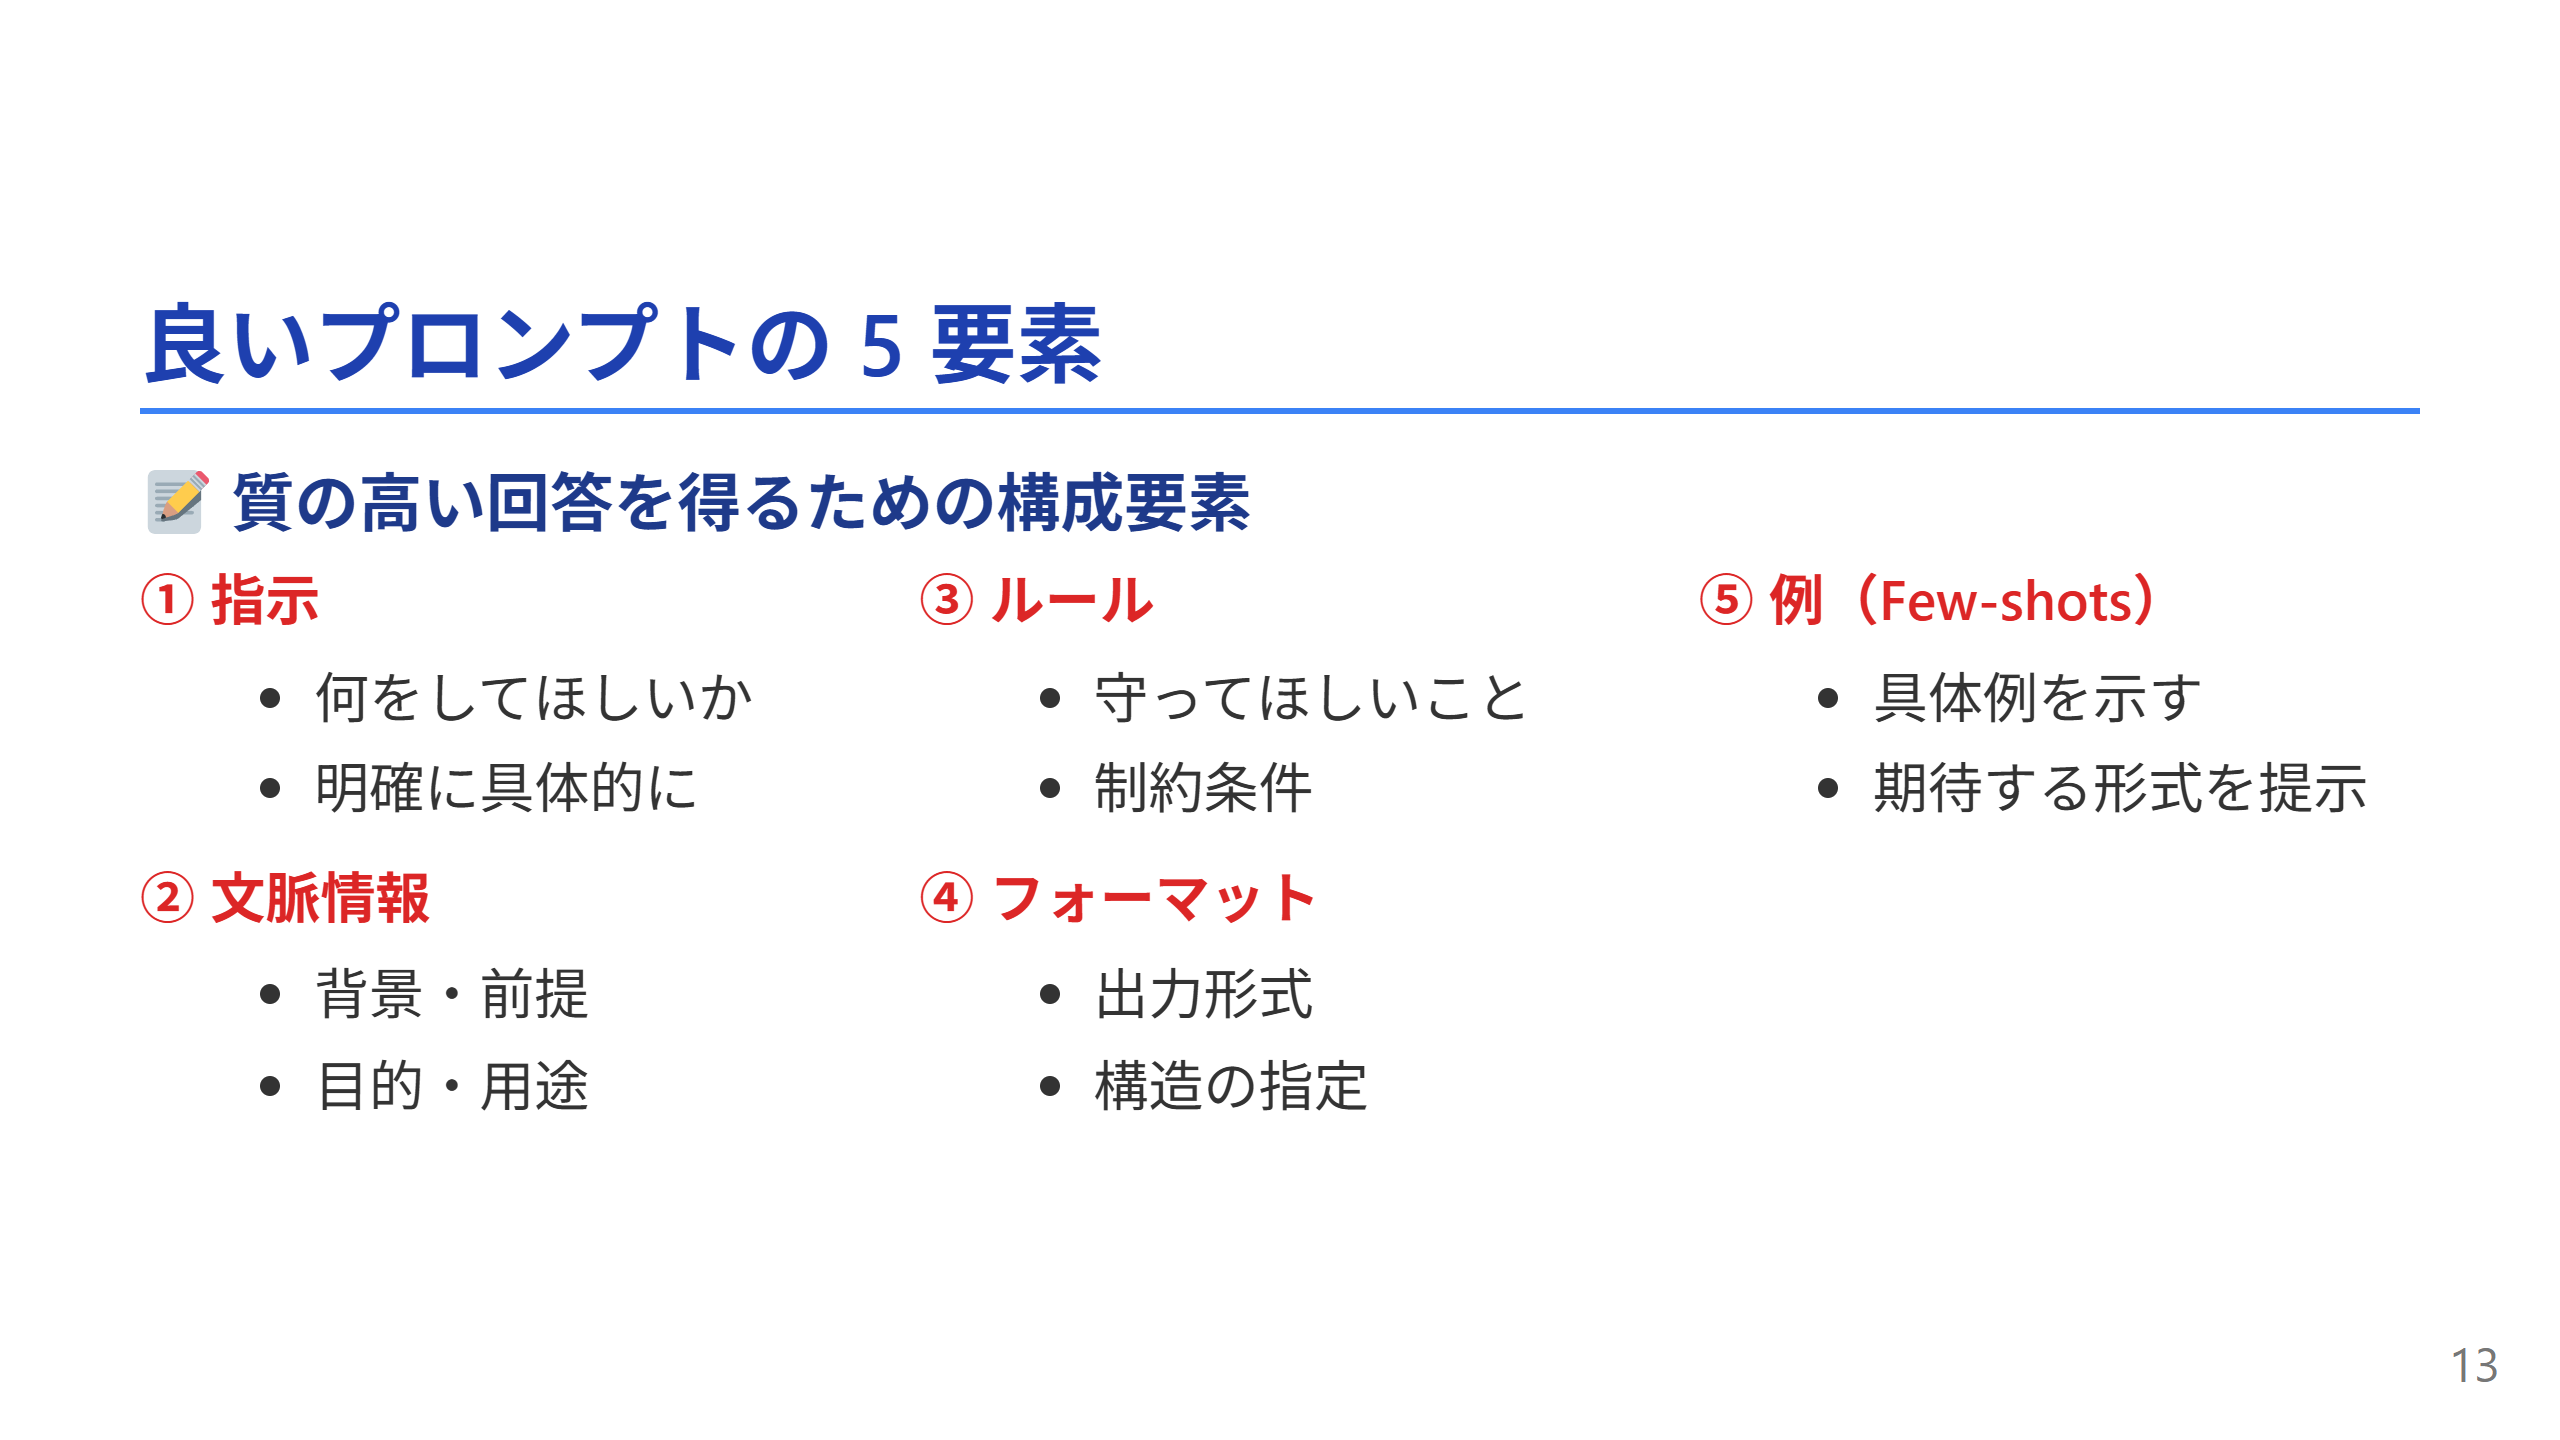 良いプロンプトの 5 要素
📝 質の高い回答を得るための構成要素
① 指示
• 何をしてほしいか
• 明確に具体的に
② 文脈情報
• 背景・前提
• 目的・用途
③ ルール
• 守ってほしいこと
• 制約条件
④ フォーマット
• 出力形式
• 構造の指定
⑤ 例（Few-shots）
• 具体例を示す
• 期待する形式を提示
13